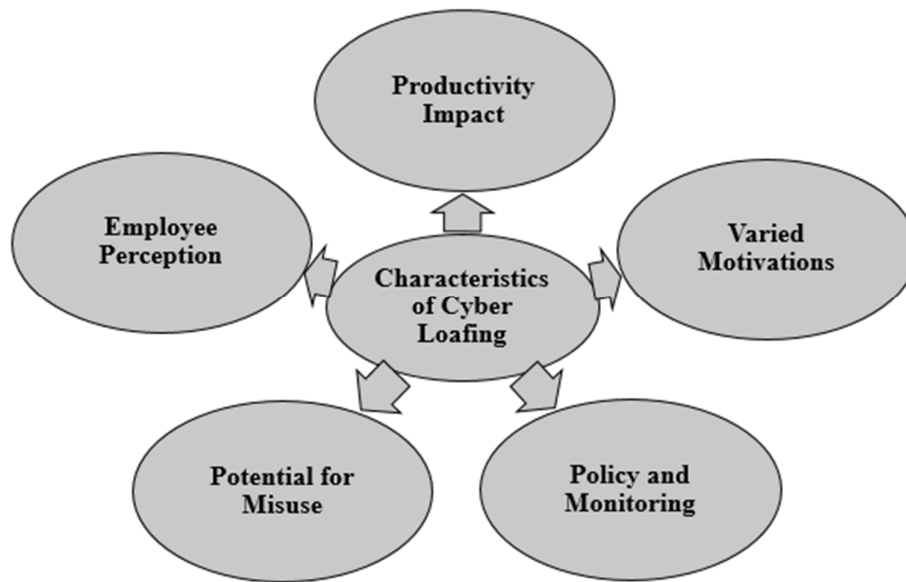 Productivity
Impact
Employee
Perception
Varied
Motivations
Characteristics
of Cyber
Loafing
Potential for
Misuse
Policy and
Monitoring